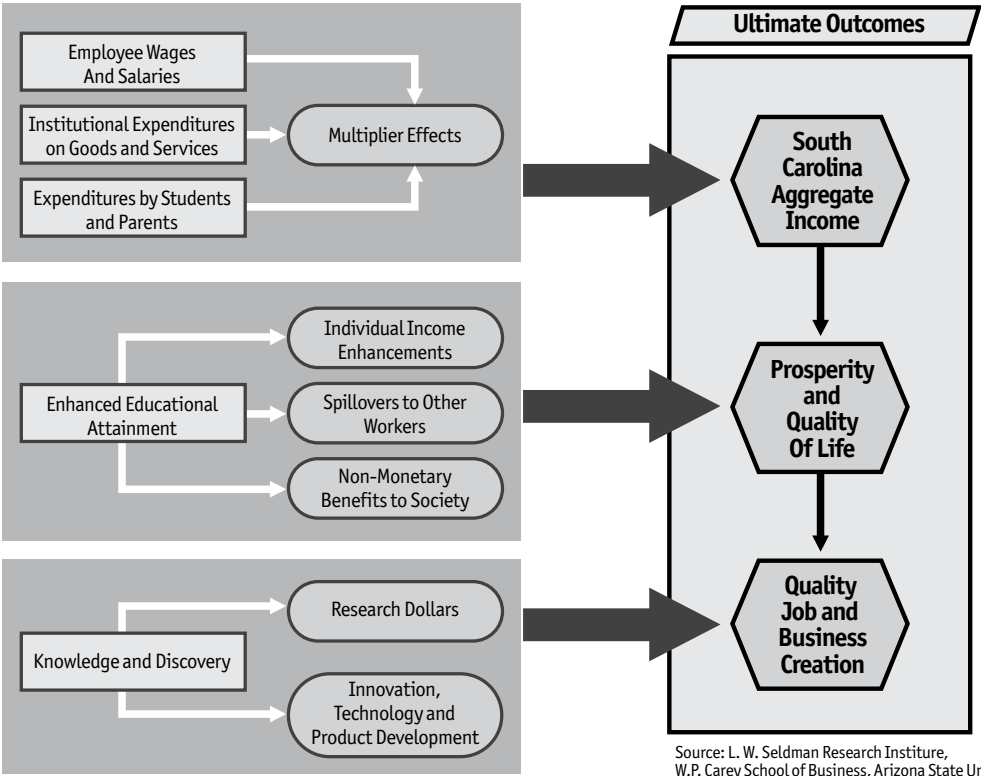 Employee Wages
And Salaries
Institutional Expenditures
on Goods and Services
Expenditures by Students
and Parents
Multiplier Effects
Enhanced Educational
Attainment
Individual Income
Enhancements
Spillovers to Other
Workers
Non-Monetary
Benefits to Society
Knowledge and Discovery
Research Dollars
Innovation,
Technology and
Product Development
Ultimate Outcomes
South
Carolina
Aggregate
Income
Prosperity
and
Quality
Of Life
Quality
Job and
Business
Creation
Source: L. W. Seldman Research Institure,
W.P. Carey School of Business, Arizona State